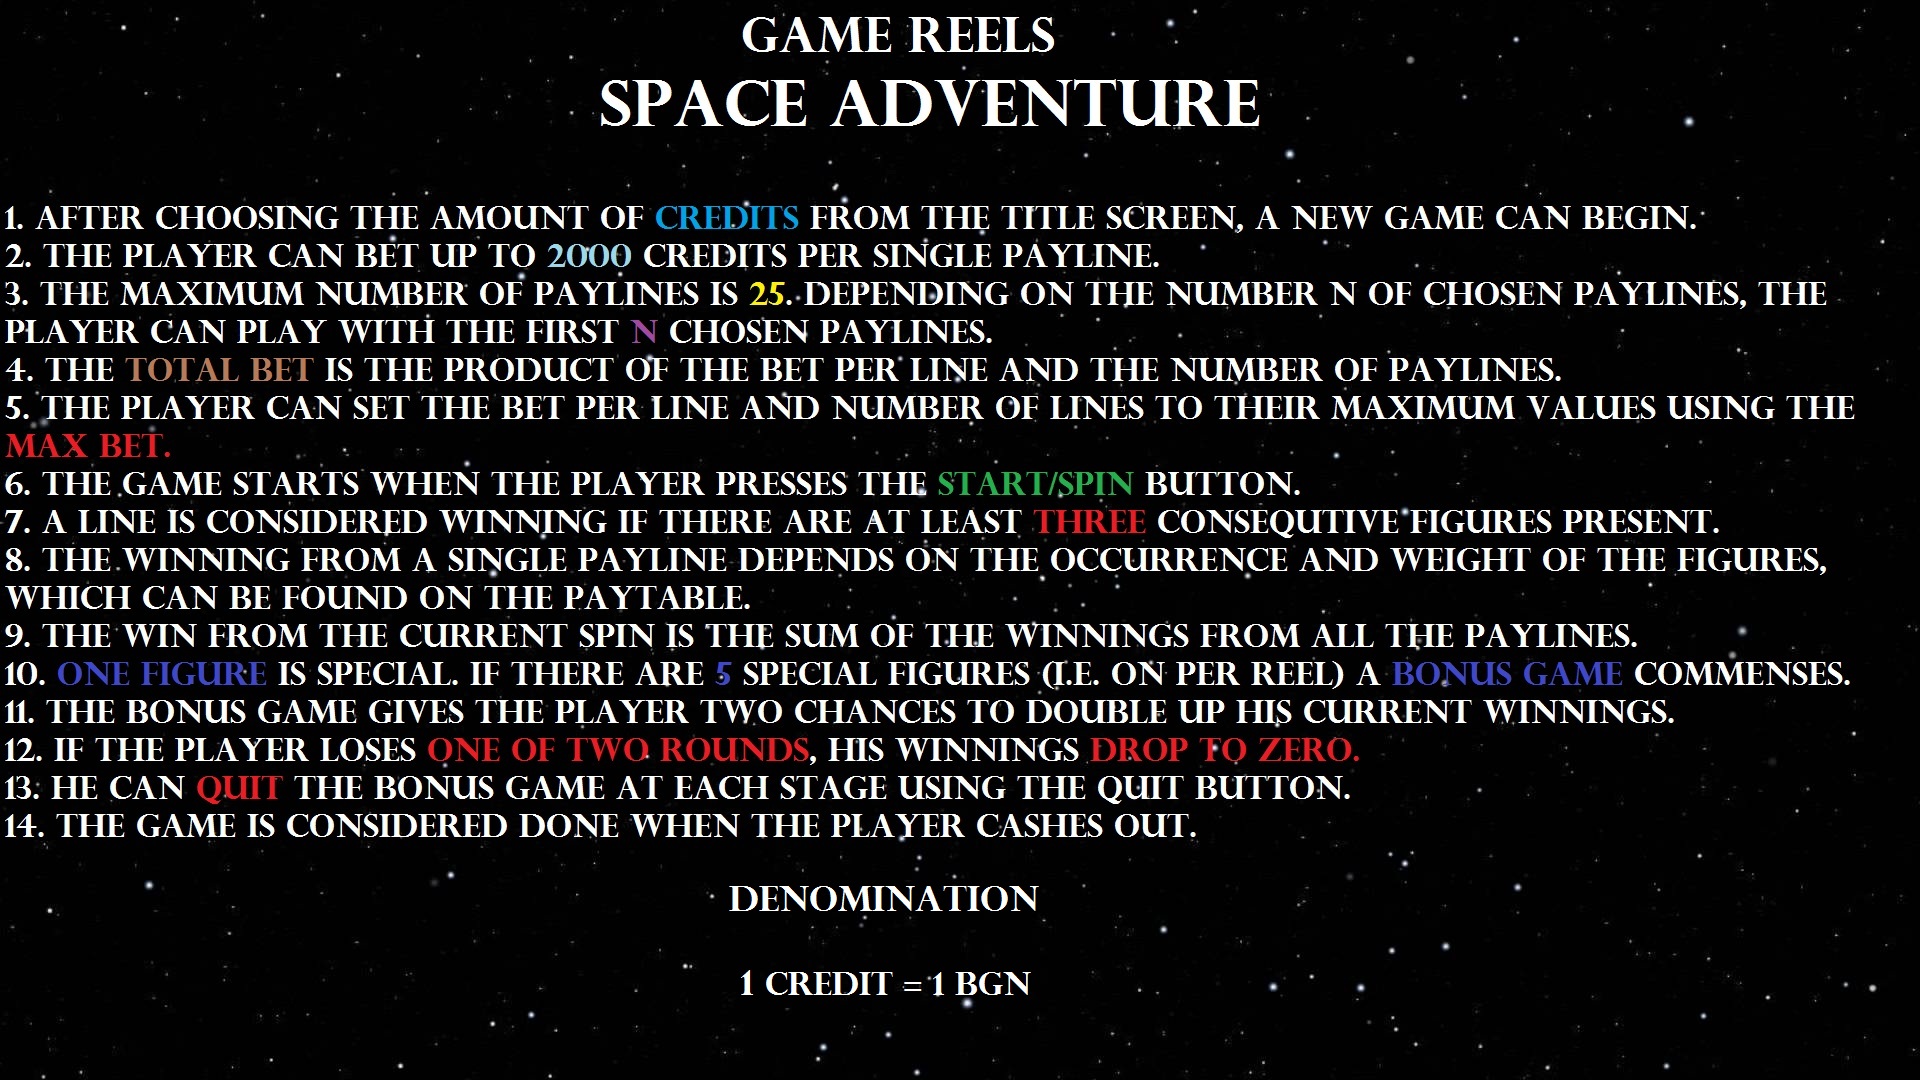 GAME REELS
SPACE ADVENTURE
1. AFTER CHOOSING THE AMOUNT OF CREDITS FROM THE TITLE SCREEN, A NEW GAME CAN BEGIN.
2. THE PLAYER CAN BET UP TO 2000 CREDITS PER SINGLE PAYLINE.
3. THE MAXIMUM NUMBER OF PAYLINES IS 25. DEPENDING ON THE NUMBER N OF CHOSEN PAYLINES, THE
PLAYER CAN PLAY WITH THE FIRST N CHOSEN PAYLINES.
4. THE TOTAL BET IS THE PRODUCT OF THE BET PER LINE AND THE NUMBER OF PAYLINES.
5. THE PLAYER CAN SET THE BET PER LINE AND NUMBER OF LINES TO THEIR MAXIMUM VALUES USING THE
MAX BET.
6. THE GAME STARTS WHEN THE PLAYER PRESSES THE START/SPIN BUTTON.
7. A LINE IS CONSIDERED WINNING IF THERE ARE AT LEAST THREE CONSEQUTIVE FIGURES PRESENT.
8. THE WINNING FROM A SINGLE PAYLINE DEPENDS ON THE OCCURRENCE AND WEIGHT OF THE FIGURES,
WHICH CAN BE FOUND ON THE PAYTABLE.
9. THE WIN FROM THE CURRENT SPIN IS THE SUM OF THE WINNINGS FROM ALL THE PAYLINES.
10. ONE FIGURE IS SPECIAL. IF THERE ARE 5 SPECIAL FIGURES (I.E. ON PER REEL) A BONUS GAME COMMENSES.
11. THE BONUS GAME GIVES THE PLAYER TWO CHANCES TO DOUBLE UP HIS CURRENT WINNINGS.
12. IF THE PLAYER LOSES ONE OF TWO ROUNDS, HIS WINNINGS DROP TO ZERO.
13. HE CAN QUIT THE BONUS GAME AT EACH STAGE USING THE QUIT BUTTON.
14. THE GAME IS CONSIDERED DONE WHEN THE PLAYER CASHES OUT.
DENOMINATION
1 CREDIT = 1 BGN